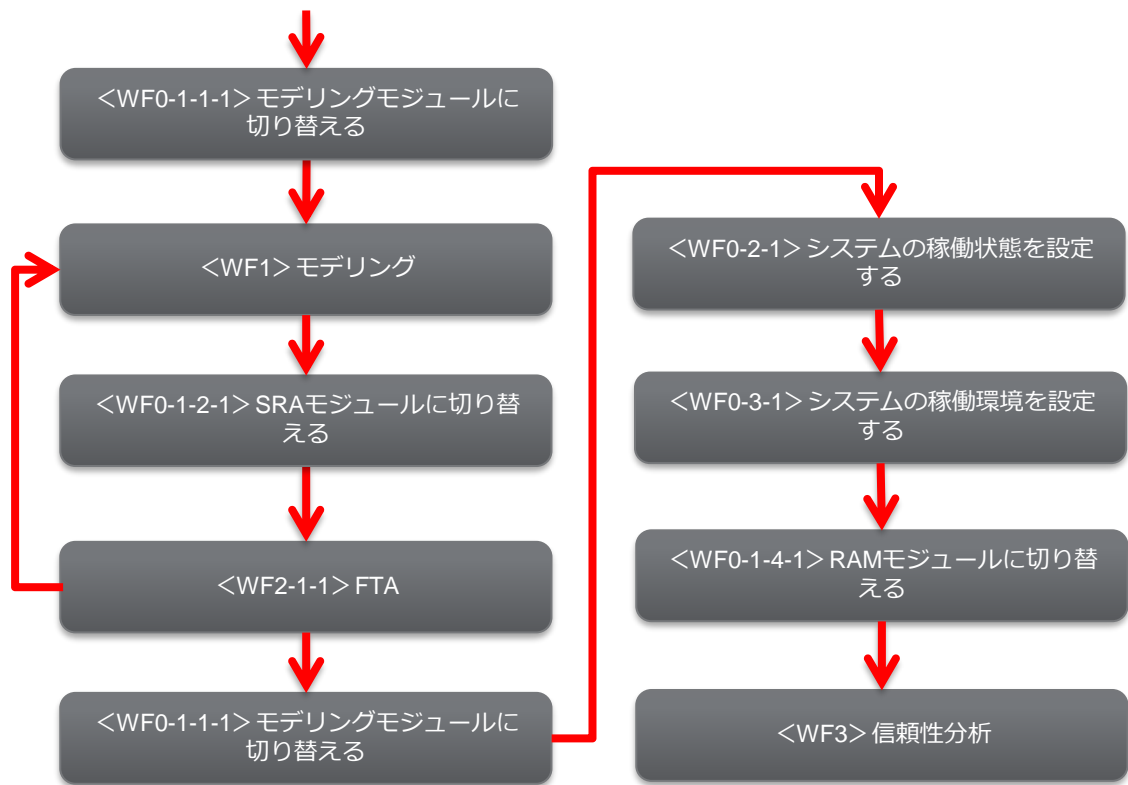 <WF0-1-1-1>モデリングモジュールに
切り替える
<WF1>モデリング
<WF0-1-2-1>SRAモジュールに切り替
える
<WF2-1-1>FTA
<WF0-1-1-1>モデリングモジュールに
切り替える
<WF0-2-1>システムの稼働状態を設定
する
<WF0-3-1>システムの稼働環境を設定
する
<WF0-1-4-1>RAMモジュールに切り替
える
<WF3>信頼性分析